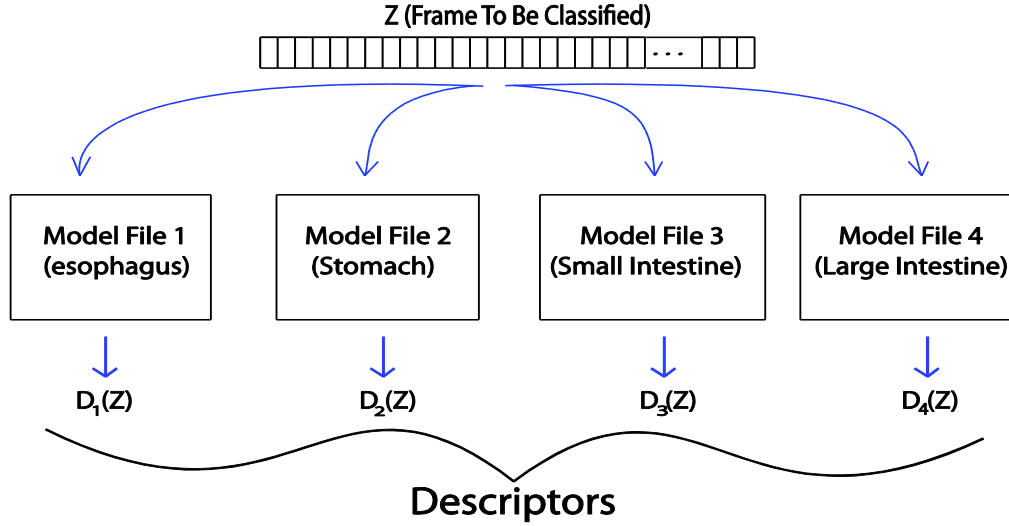 Z (Frame To Be Classified)
...
Model File 1
(esophagus)
Model File 2
(Stomach)
Model File 3
(Small Intestine)
Model File 4
(Large Intestine)
D₁(Z)
D₂(Z)
D₃(Z)
D₄(Z)
Descriptors